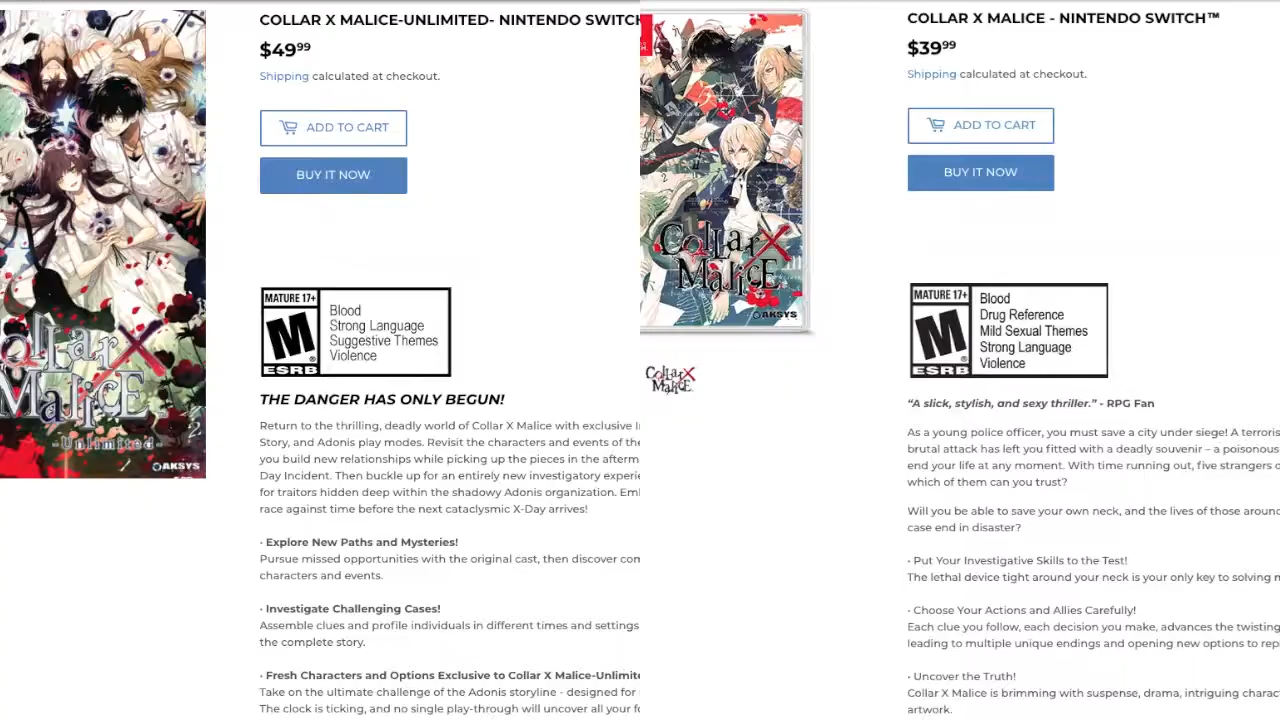 COLLAR X MALICE-UNLIMITED- NINTENDO SWITCH
$49⁹⁹
Shipping calculated at checkout.
ADD TO CART
BUY IT NOW
MATURE 17+
M
ESRB
Blood
Strong Language
Suggestive Themes
Violence
THE DANGER HAS ONLY BEGUN!
Return to the thrilling, deadly world of Collar X Malice with exclusive
Story, and Adonis play modes. Revisit the characters and events of the
you build new relationships while picking up the pieces in the afterm
Day Incident. Then buckle up for an entirely new investigatory experie
for traitors hidden deep within the shadowy Adonis organization. Em
race against time before the next cataclysmic X-Day arrives!
· Explore New Paths and Mysteries!
Pursue missed opportunities with the original cast, then discover com
characters and events.
· Investigate Challenging Cases!
Assemble clues and profile individuals in different times and settings
the complete story.
· Fresh Characters and Options Exclusive to Collar X Malice-Unlimite
Take on the ultimate challenge of the Adonis storyline - designed for
The clock is ticking, and no single play-through will uncover all your fo
Collar X
Malice
-Unlimited-
AKSYS
COLLAR X MALICE - NINTENDO SWITCH™
$39⁹⁹
Shipping calculated at checkout.
ADD TO CART
BUY IT NOW
MATURE 17+
M
ESRB
Blood
Drug Reference
Mild Sexual Themes
Strong Language
Violence
“A slick, stylish, and sexy thriller.” - RPG Fan
As a young police officer, you must save a city under siege! A terroris
brutal attack has left you fitted with a deadly souvenir – a poisonous
end your life at any moment. With time running out, five strangers o
which of them can you trust?
Will you be able to save your own neck, and the lives of those around
case end in disaster?
· Put Your Investigative Skills to the Test!
The lethal device tight around your neck is your only key to solving m
· Choose Your Actions and Allies Carefully!
Each clue you follow, each decision you make, advances the twisting
leading to multiple unique endings and opening new options to rep
· Uncover the Truth!
Collar X Malice is brimming with suspense, drama, intriguing charac
artwork.
Collar X
Malice
AKSYS
Collar X
Malice